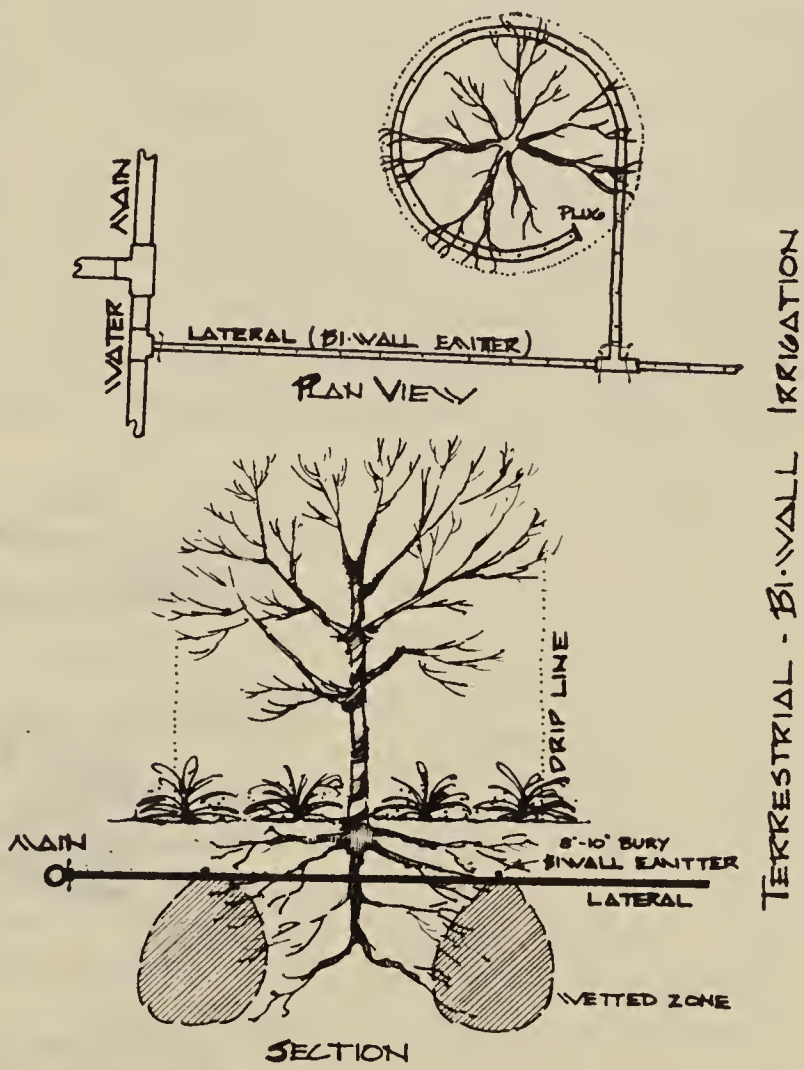 WATER MAIN
PLUG
LATERAL (BI-WALL EMITTER)
PLAN VIEW
DRIP LINE
MAIN
8"-10" BURY
BIWALL EMITTER
LATERAL
WETTED ZONE
SECTION
TERRESTRIAL - BI-WALL IRRIGATION